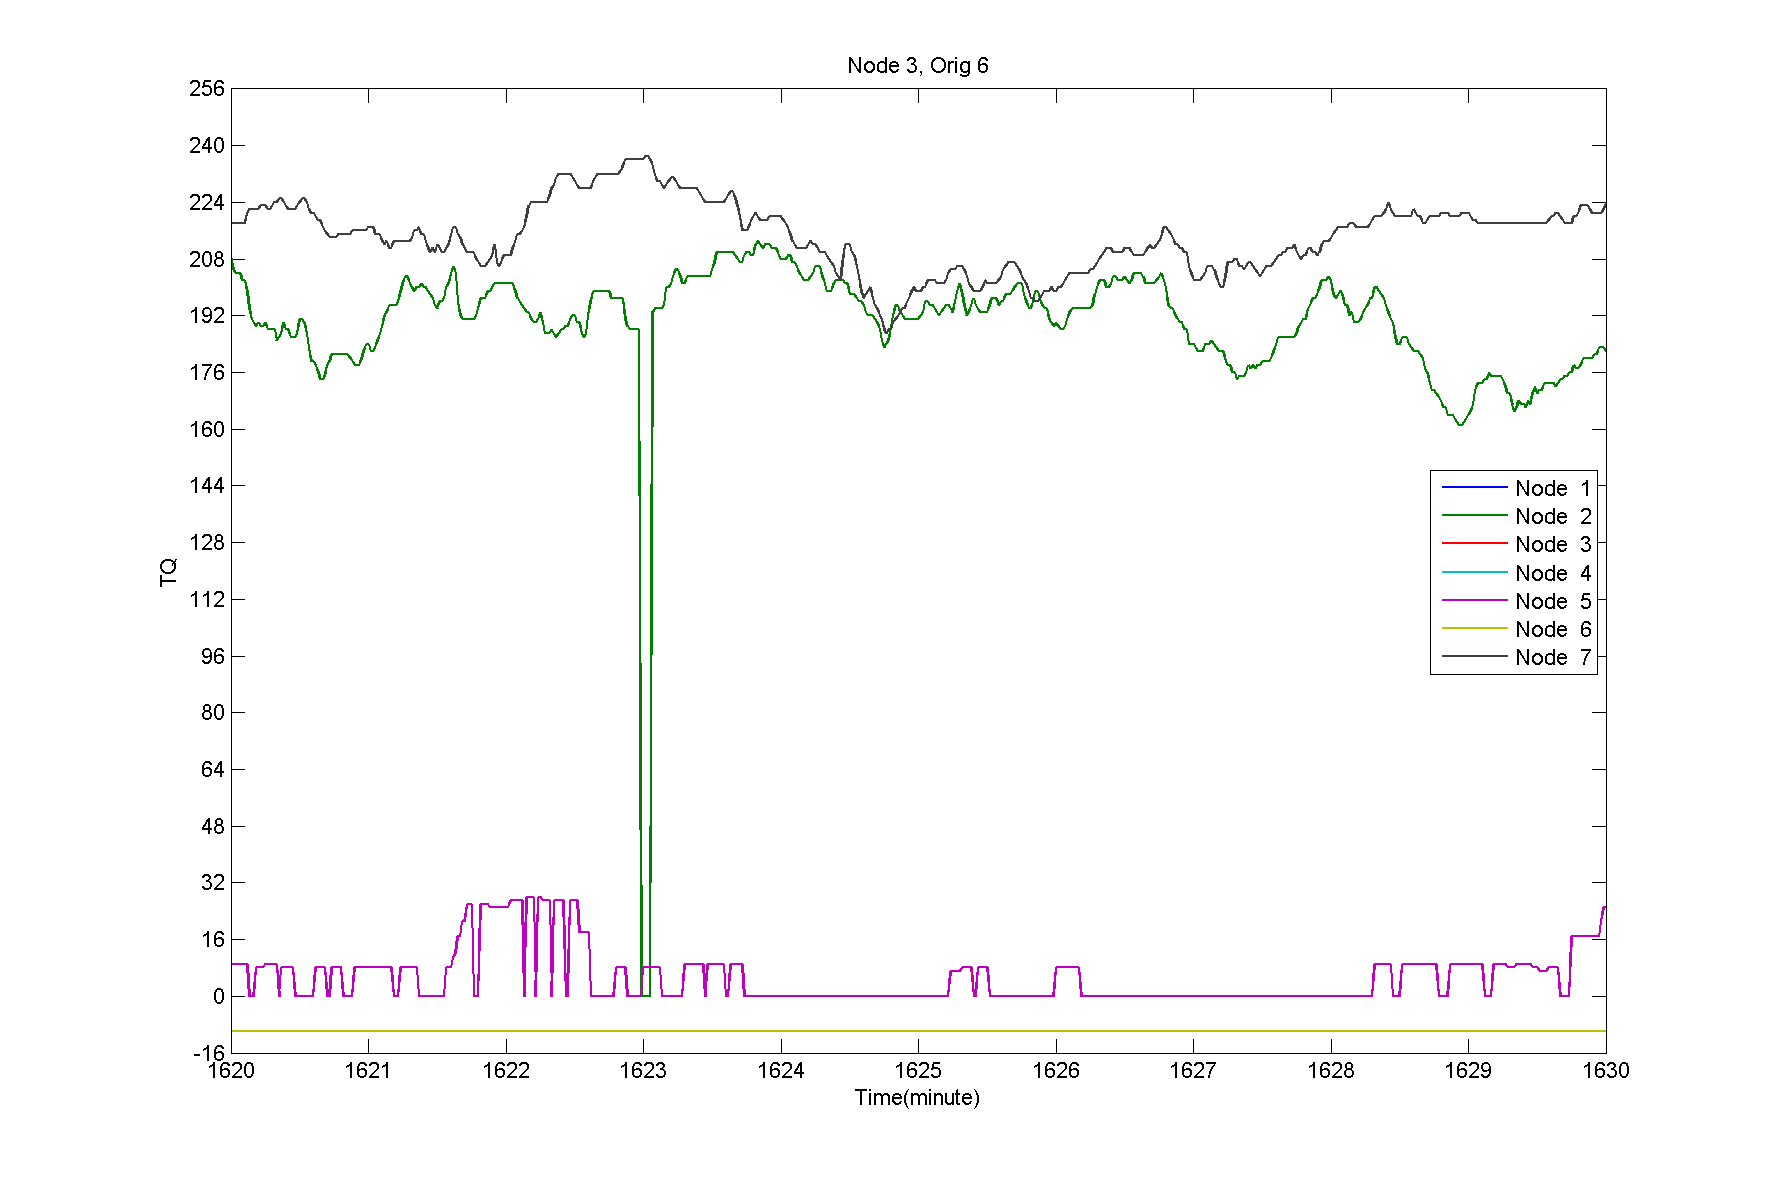 Node 3, Orig 6
256
240
224
208
192
176
160
144
128
112
96
80
64
48
32
16
0
-16
TQ
Node 1
Node 2
Node 3
Node 4
Node 5
Node 6
Node 7
1620 1621 1622 1623 1624 1625 1626 1627 1628 1629 1630
Time(minute)